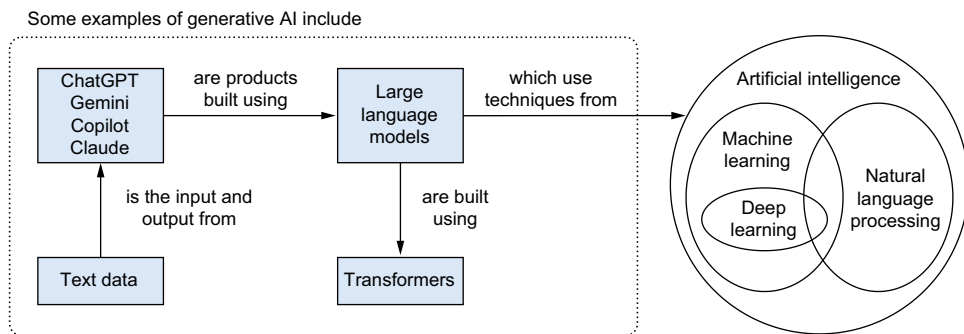 Some examples of generative AI include
ChatGPT
Gemini
Copilot
Claude
are products
built using
Large
language
models
which use
techniques from
Artificial intelligence
Machine
learning
Natural
language
processing
Deep
learning
is the input and
output from
are built
using
Text data
Transformers